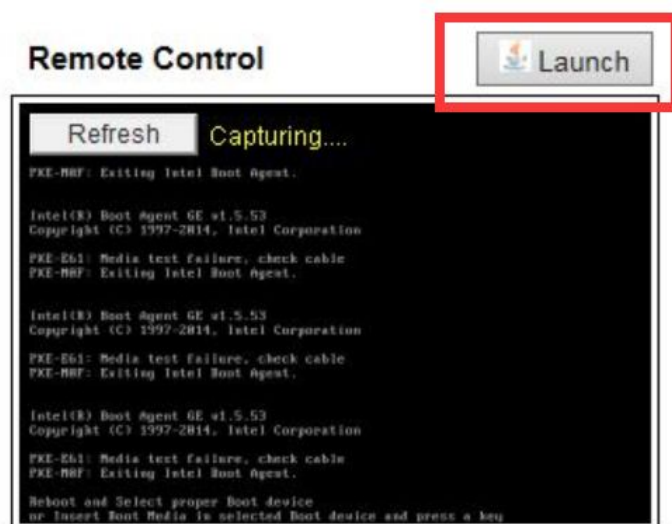 Remote Control
Launch
Refresh
Capturing....
PXE-M0F: Exiting Intel Boot Agent.
Intel(R) Boot Agent GE v1.5.53
Copyright (C) 1997-2014, Intel Corporation
PXE-E61: Media test failure, check cable
PXE-M0F: Exiting Intel Boot Agent.
Intel(R) Boot Agent GE v1.5.53
Copyright (C) 1997-2014, Intel Corporation
PXE-E61: Media test failure, check cable
PXE-M0F: Exiting Intel Boot Agent.
Intel(R) Boot Agent GE v1.5.53
Copyright (C) 1997-2014, Intel Corporation
PXE-E61: Media test failure, check cable
PXE-M0F: Exiting Intel Boot Agent.
Reboot and Select proper Boot device
or Insert Boot Media in selected Boot device and press a key